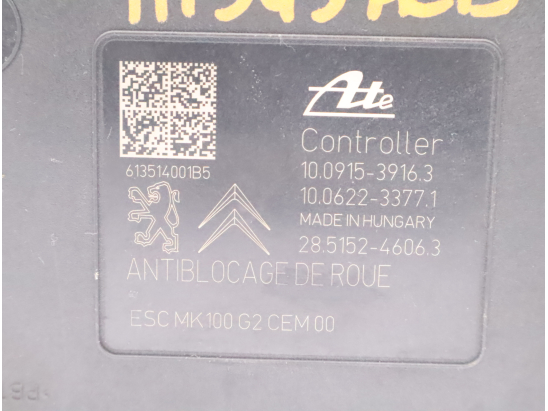 Ate
Controller
613514001B5
10.0915-3916.3
10.0622-3377.1
MADE IN HUNGARY
28.5152-4606.3
ANTIBLOCAGE DE ROUE
ESC MK100 G2 CEM 00